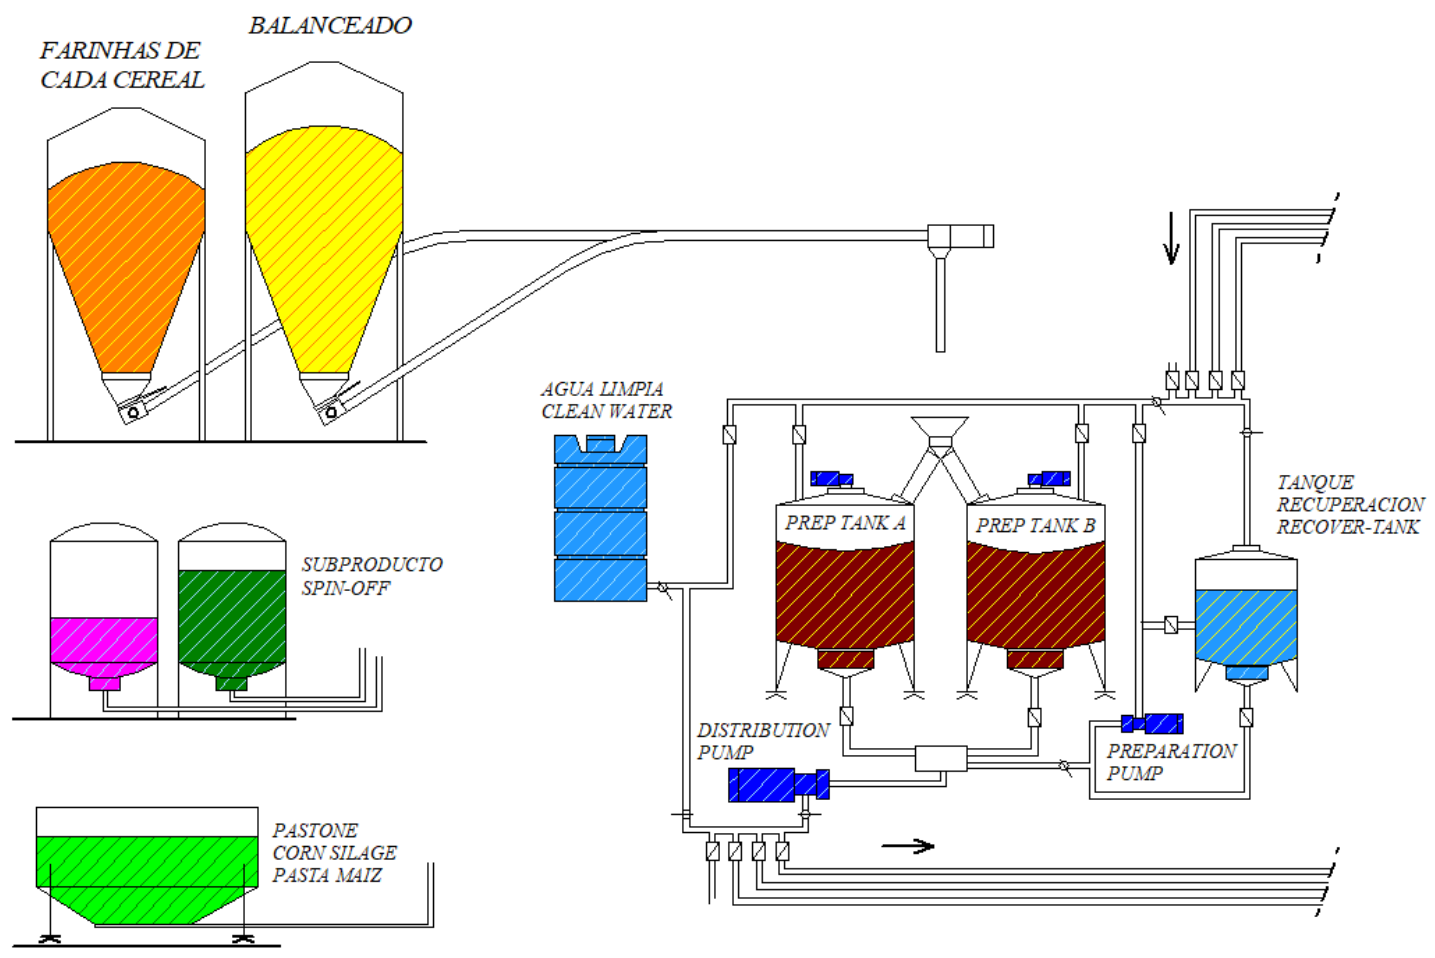 BALANCEADO
FARINHAS DE
CADA CEREAL
AGUA LIMPIA
CLEAN WATER
TANQUE
RECUPERACION
RECOVER-TANK
PREP TANK A
PREP TANK B
SUBPRODUCTO
SPIN-OFF
DISTRIBUTION
PUMP
PREPARATION
PUMP
PASTONE
CORN SILAGE
PASTA MAIZ